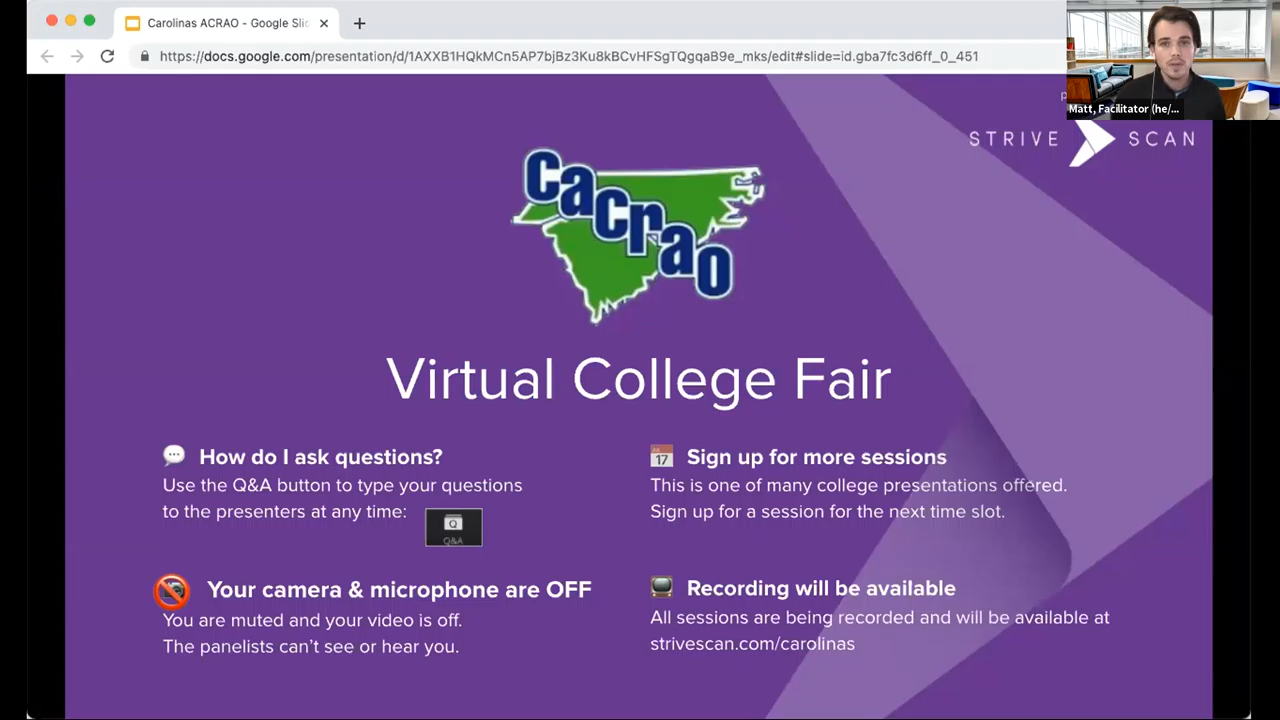 Carolinas ACRAO - Google Slid
https://docs.google.com/presentation/d/1AXXB1HQkMSn5AP7bjBz3Ku8kBCvHFSgTQgqaB9e_mks/edit#slide=id.gba7fc3d6ff_0_451
Matt, Facilitator (he/...
STRIVE SCAN
cacrao
Virtual College Fair
How do I ask questions?
Use the Q&A button to type your questions
to the presenters at any time:
Q&A
Sign up for more sessions
This is one of many college presentations offered.
Sign up for a session for the next time slot.
Your camera & microphone are OFF
You are muted and your video is off.
The panelists can't see or hear you.
Recording will be available
All sessions are being recorded and will be available at
strivescan.com/carolinas